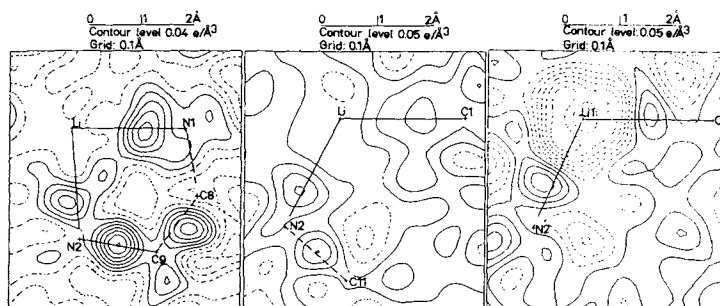 0 1 2Å
Contour level 0.04 e/Å³
Grid: 0.1Å
Li N1
C8
N2 C9
0 1 2Å
Contour level 0.05 e/Å³
Grid: 0.1Å
Li C1
N2
C11
0 1 2Å
Contour level: 0.05 e/Å³
Grid: 0.1Å
Li1 C
N2